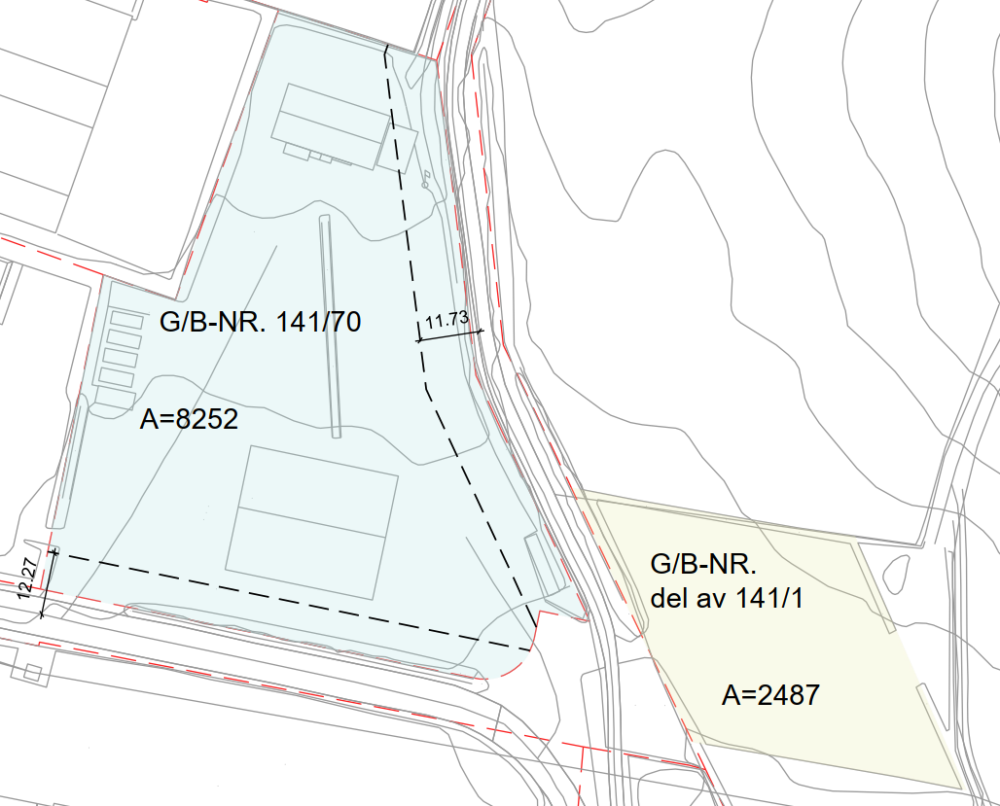 G/B-NR. 141/70
11.73
A=8252
12.27
G/B-NR.
del av 141/1
A=2487